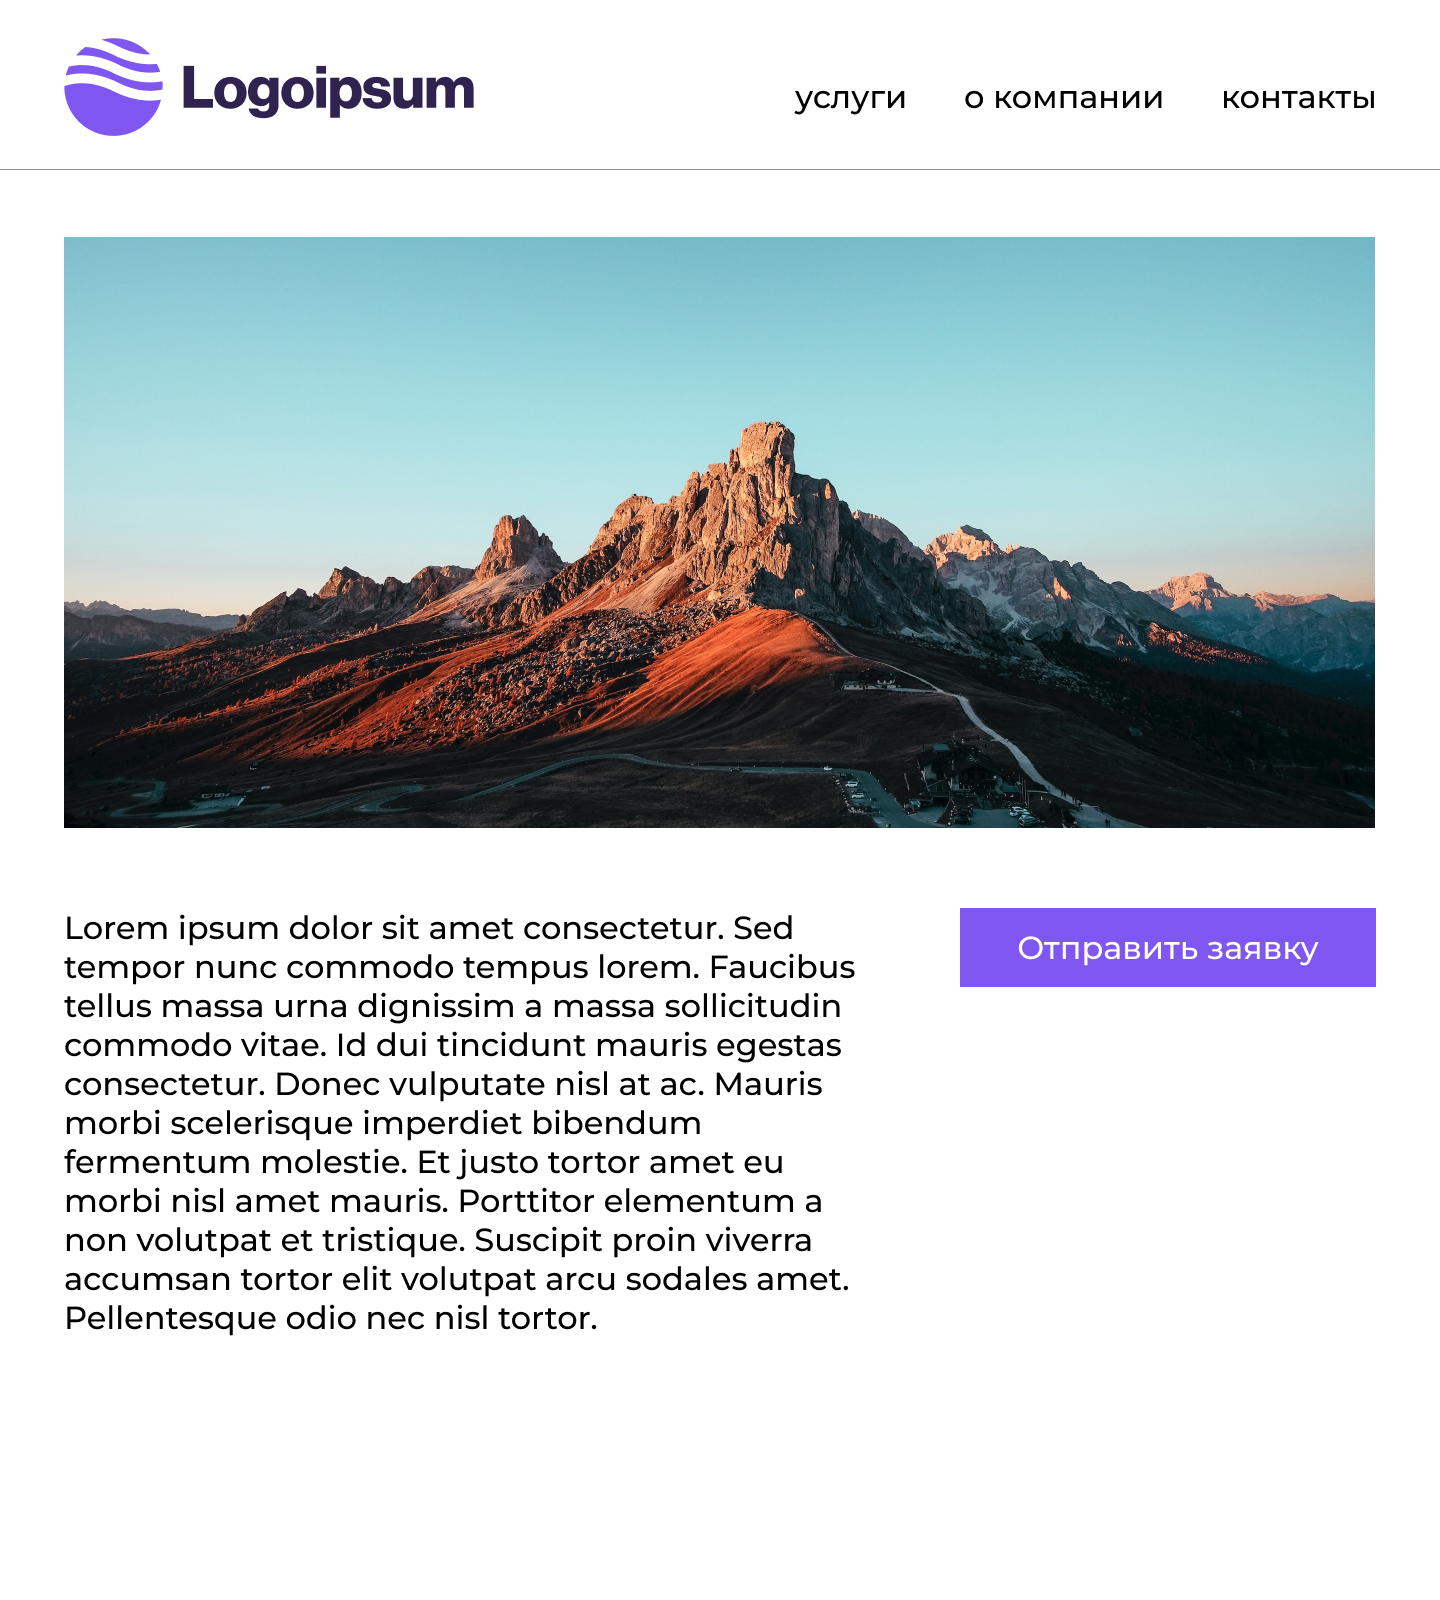 Logoipsum
услуги о компании контакты
Lorem ipsum dolor sit amet consectetur. Sed
tempor nunc commodo tempus lorem. Faucibus
tellus massa urna dignissim a massa sollicitudin
commodo vitae. Id dui tincidunt mauris egestas
consectetur. Donec vulputate nisl at ac. Mauris
morbi scelerisque imperdiet bibendum
fermentum molestie. Et justo tortor amet eu
morbi nisl amet mauris. Porttitor elementum a
non volutpat et tristique. Suscipit proin viverra
accumsan tortor elit volutpat arcu sodales amet.
Pellentesque odio nec nisl tortor.
Отправить заявку